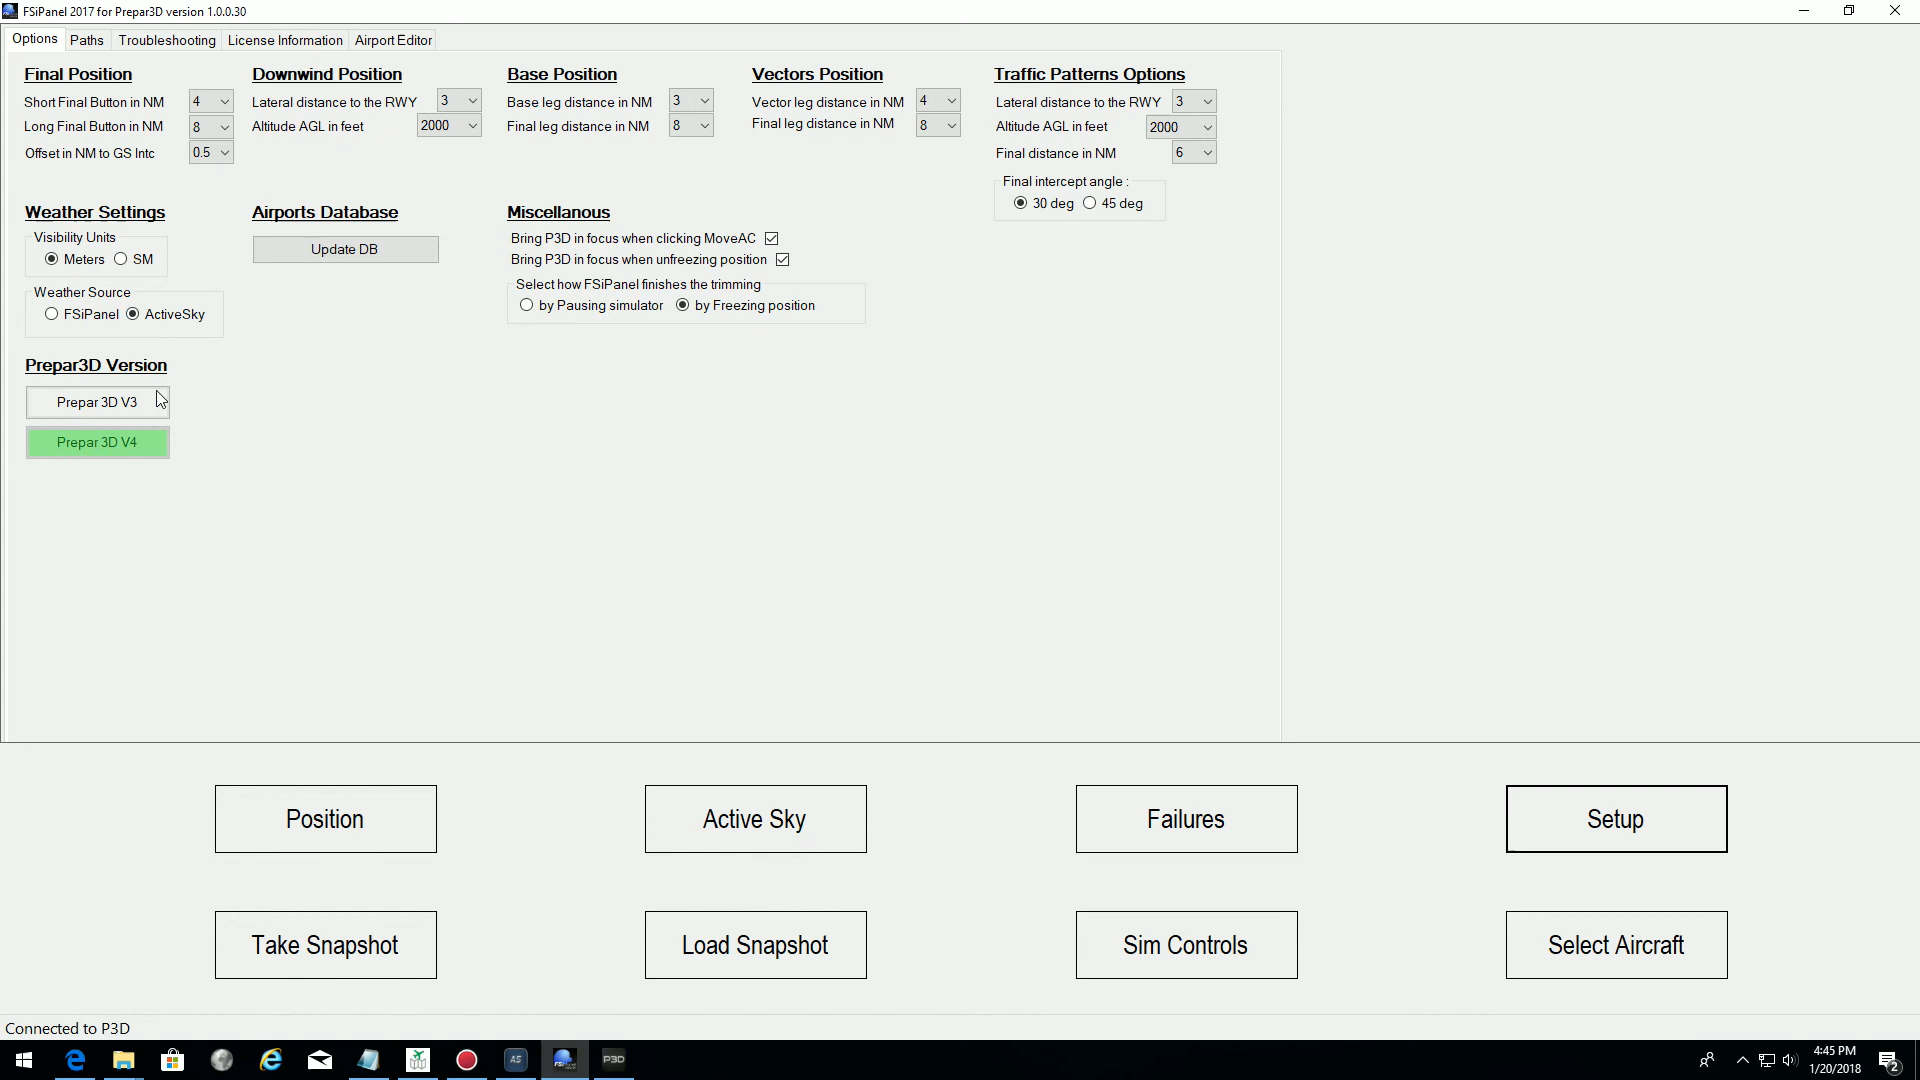 FSiPanel 2017 for Prepar3D version 1.0.0.30
Options
Paths
Troubleshooting
License Information
Airport Editor
Final Position
Short Final Button in NM 4
Long Final Button in NM 8
Offset in NM to GS Intc 0.5
Downwind Position
Lateral distance to the RWY 3
Altitude AGL in feet 2000
Base Position
Base leg distance in NM 3
Final leg distance in NM 8
Vectors Position
Vector leg distance in NM 4
Final leg distance in NM 8
Traffic Patterns Options
Lateral distance to the RWY 3
Altitude AGL in feet 2000
Final distance in NM 6
Final intercept angle :
30 deg 45 deg
Weather Settings
Visibility Units
Meters SM
Weather Source
FSiPanel ActiveSky
Airports Database
Update DB
Miscellanous
Bring P3D in focus when clicking MoveAC
Bring P3D in focus when unfreezing position
Select how FSiPanel finishes the trimming
by Pausing simulator by Freezing position
Prepar3D Version
Prepar 3D V3
Prepar 3D V4
Position
Active Sky
Failures
Setup
Take Snapshot
Load Snapshot
Sim Controls
Select Aircraft
Connected to P3D
AS
P3D
4:45 PM
1/20/2018
2